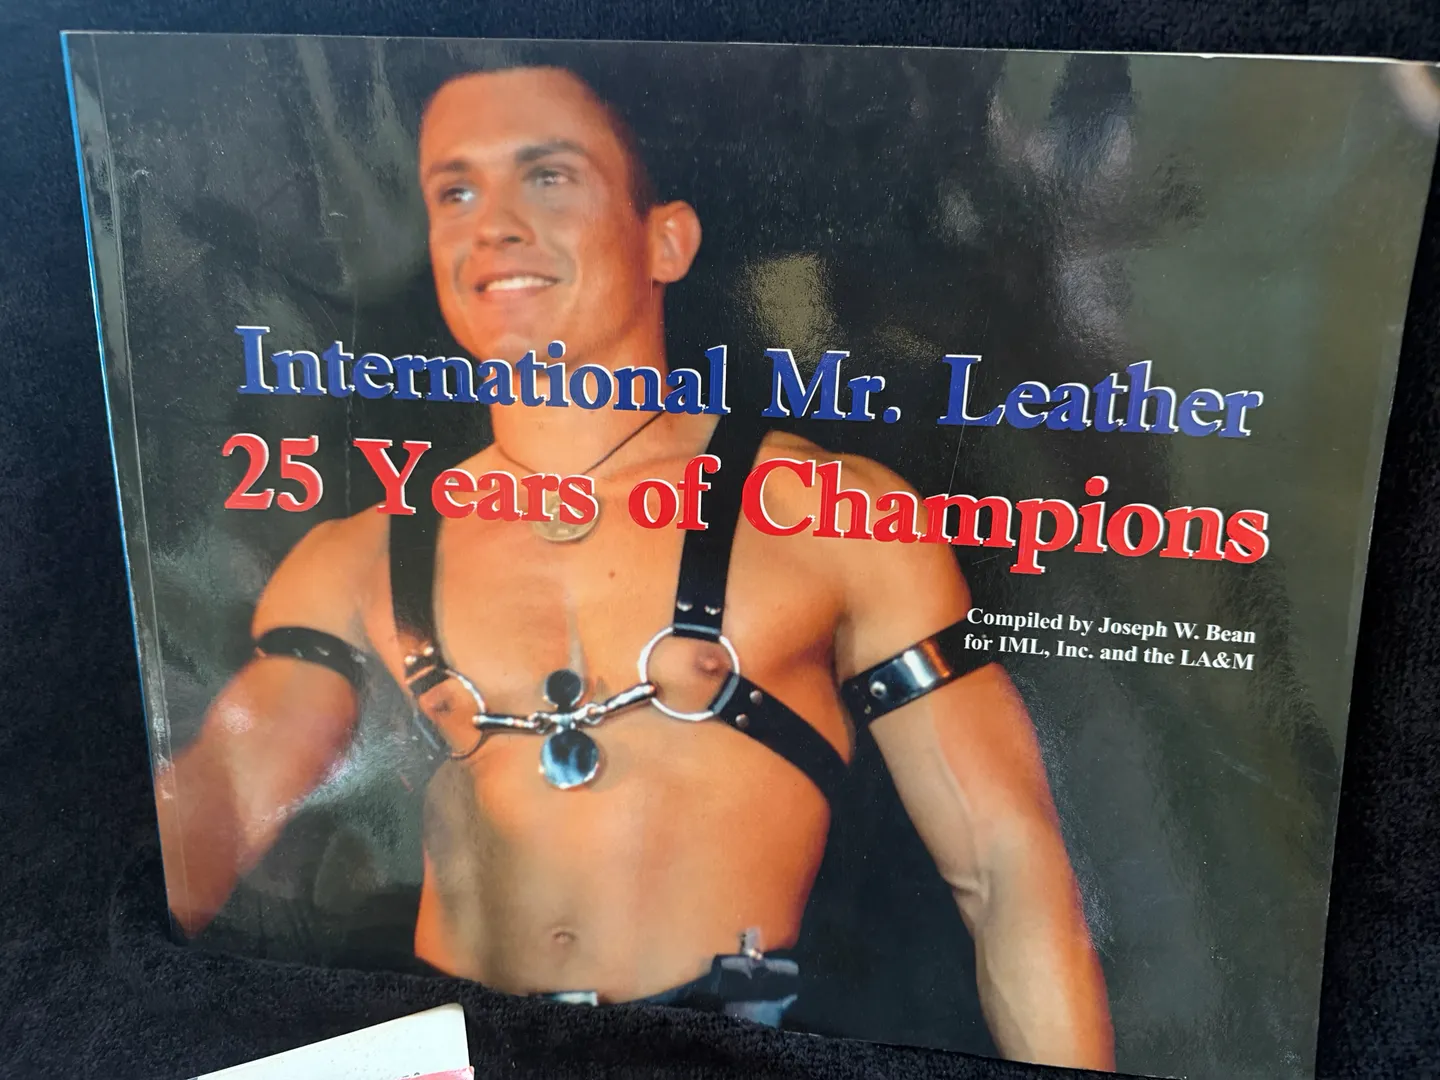 International Mr. Leather
25 Years of Champions
Compiled by Joseph W. Bean
for IML, Inc. and the LA&M